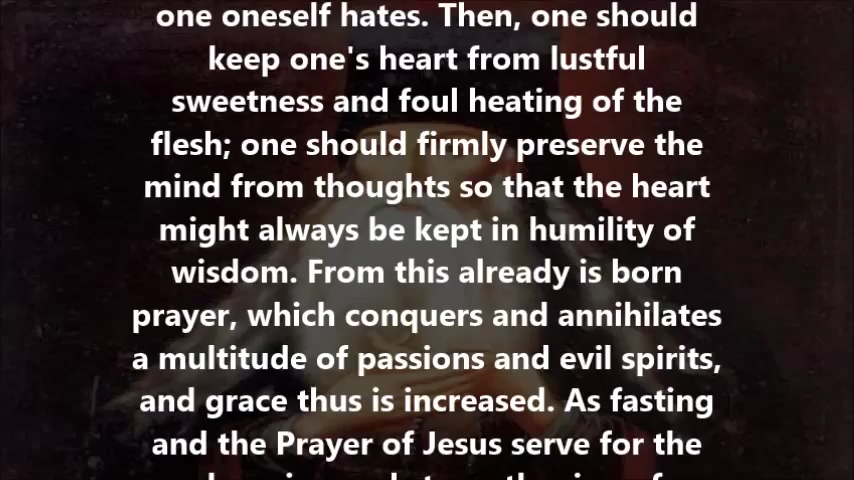 one oneself hates. Then, one should
keep one's heart from lustful
sweetness and foul heating of the
flesh; one should firmly preserve the
mind from thoughts so that the heart
might always be kept in humility of
wisdom. From this already is born
prayer, which conquers and annihilates
a multitude of passions and evil spirits,
and grace thus is increased. As fasting
and the Prayer of Jesus serve for the